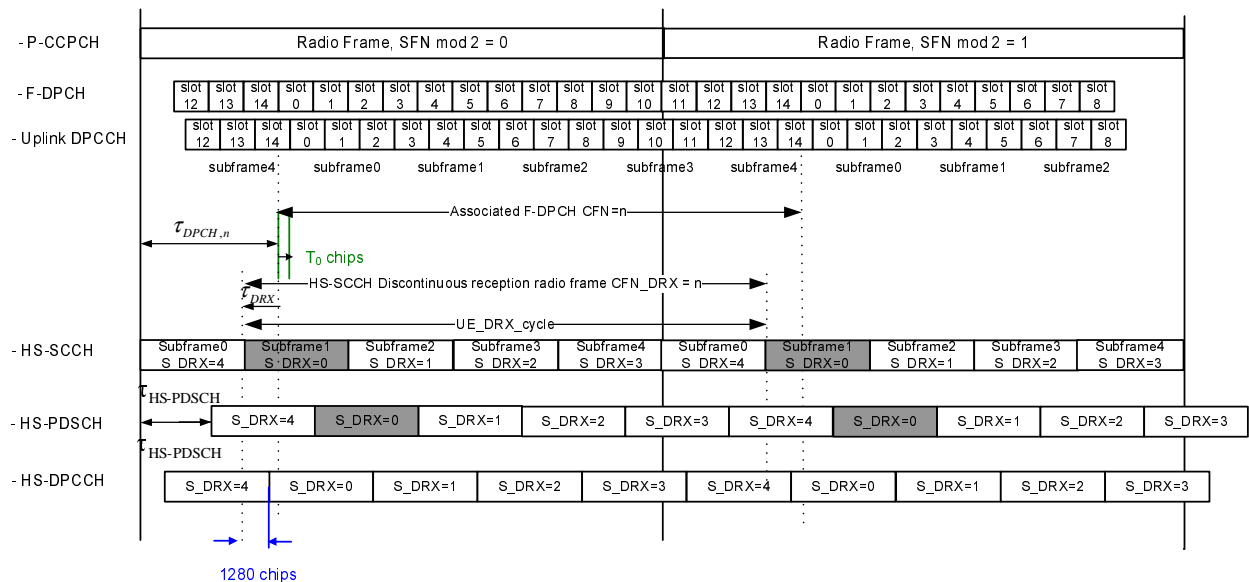 - P-CCPCH
Radio Frame, SFN mod 2 = 0
Radio Frame, SFN mod 2 = 1
- F-DPCH
slot 12 slot 13 slot 14 slot 0 slot 1 slot 2 slot 3 slot 4 slot 5 slot 6 slot 7 slot 8 slot 9 slot 10 slot 11 slot 12 slot 13 slot 14 slot 0 slot 1 slot 2 slot 3 slot 4 slot 5 slot 6 slot 7 slot 8
- Uplink DPCCH
slot 12 slot 13 slot 14 slot 0 slot 1 slot 2 slot 3 slot 4 slot 5 slot 6 slot 7 slot 8 slot 9 slot 10 slot 11 slot 12 slot 13 slot 14 slot 0 slot 1 slot 2 slot 3 slot 4 slot 5 slot 6 slot 7 slot 8
subframe4 subframe0 subframe1 subframe2 subframe3 subframe4 subframe0 subframe1 subframe2
Associated F-DPCH CFN=n
τDPCH,n
T0 chips
HS-SCCH Discontinuous reception radio frame CFN_DRX = n
τDRX
UE_DRX_cycle
- HS-SCCH
Subframe0 Subframe1 Subframe2 Subframe3 Subframe4 Subframe0 Subframe1 Subframe2 Subframe3 Subframe4
S_DRX=4 S_DRX=0 S_DRX=1 S_DRX=2 S_DRX=3 S_DRX=4 S_DRX=0 S_DRX=1 S_DRX=2 S_DRX=3
τHS-PDSCH
- HS-PDSCH
S_DRX=4 S_DRX=0 S_DRX=1 S_DRX=2 S_DRX=3 S_DRX=4 S_DRX=0 S_DRX=1 S_DRX=2 S_DRX=3
τHS-PDSCH
- HS-DPCCH
S_DRX=4 S_DRX=0 S_DRX=1 S_DRX=2 S_DRX=3 S_DRX=4 S_DRX=0 S_DRX=1 S_DRX=2 S_DRX=3
1280 chips